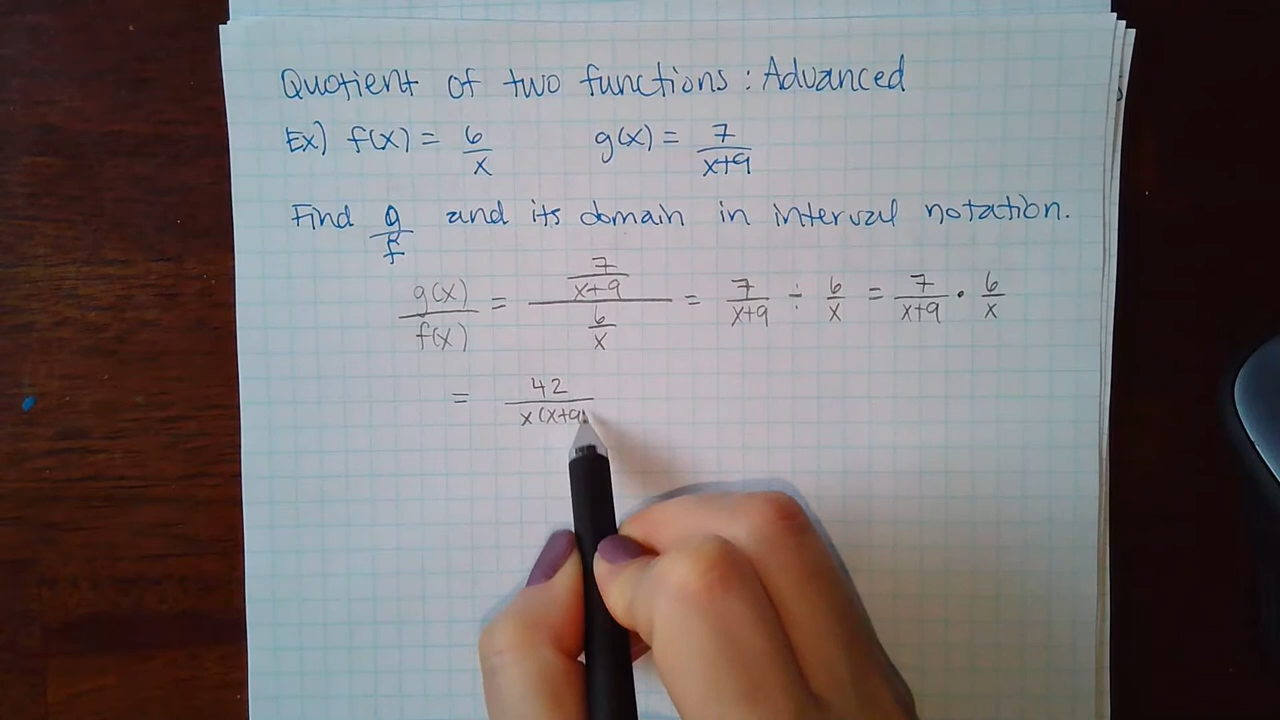 Quotient of two functions : Advanced
Ex) f(x) = 6/x g(x) = 7/(x+9)
Find g/f and its domain in interval notation.
g(x)/f(x) = (7/(x+9))/(6/x) = 7/(x+9) ÷ 6/x = 7/(x+9) · 6/x
= 42/(x(x+9)